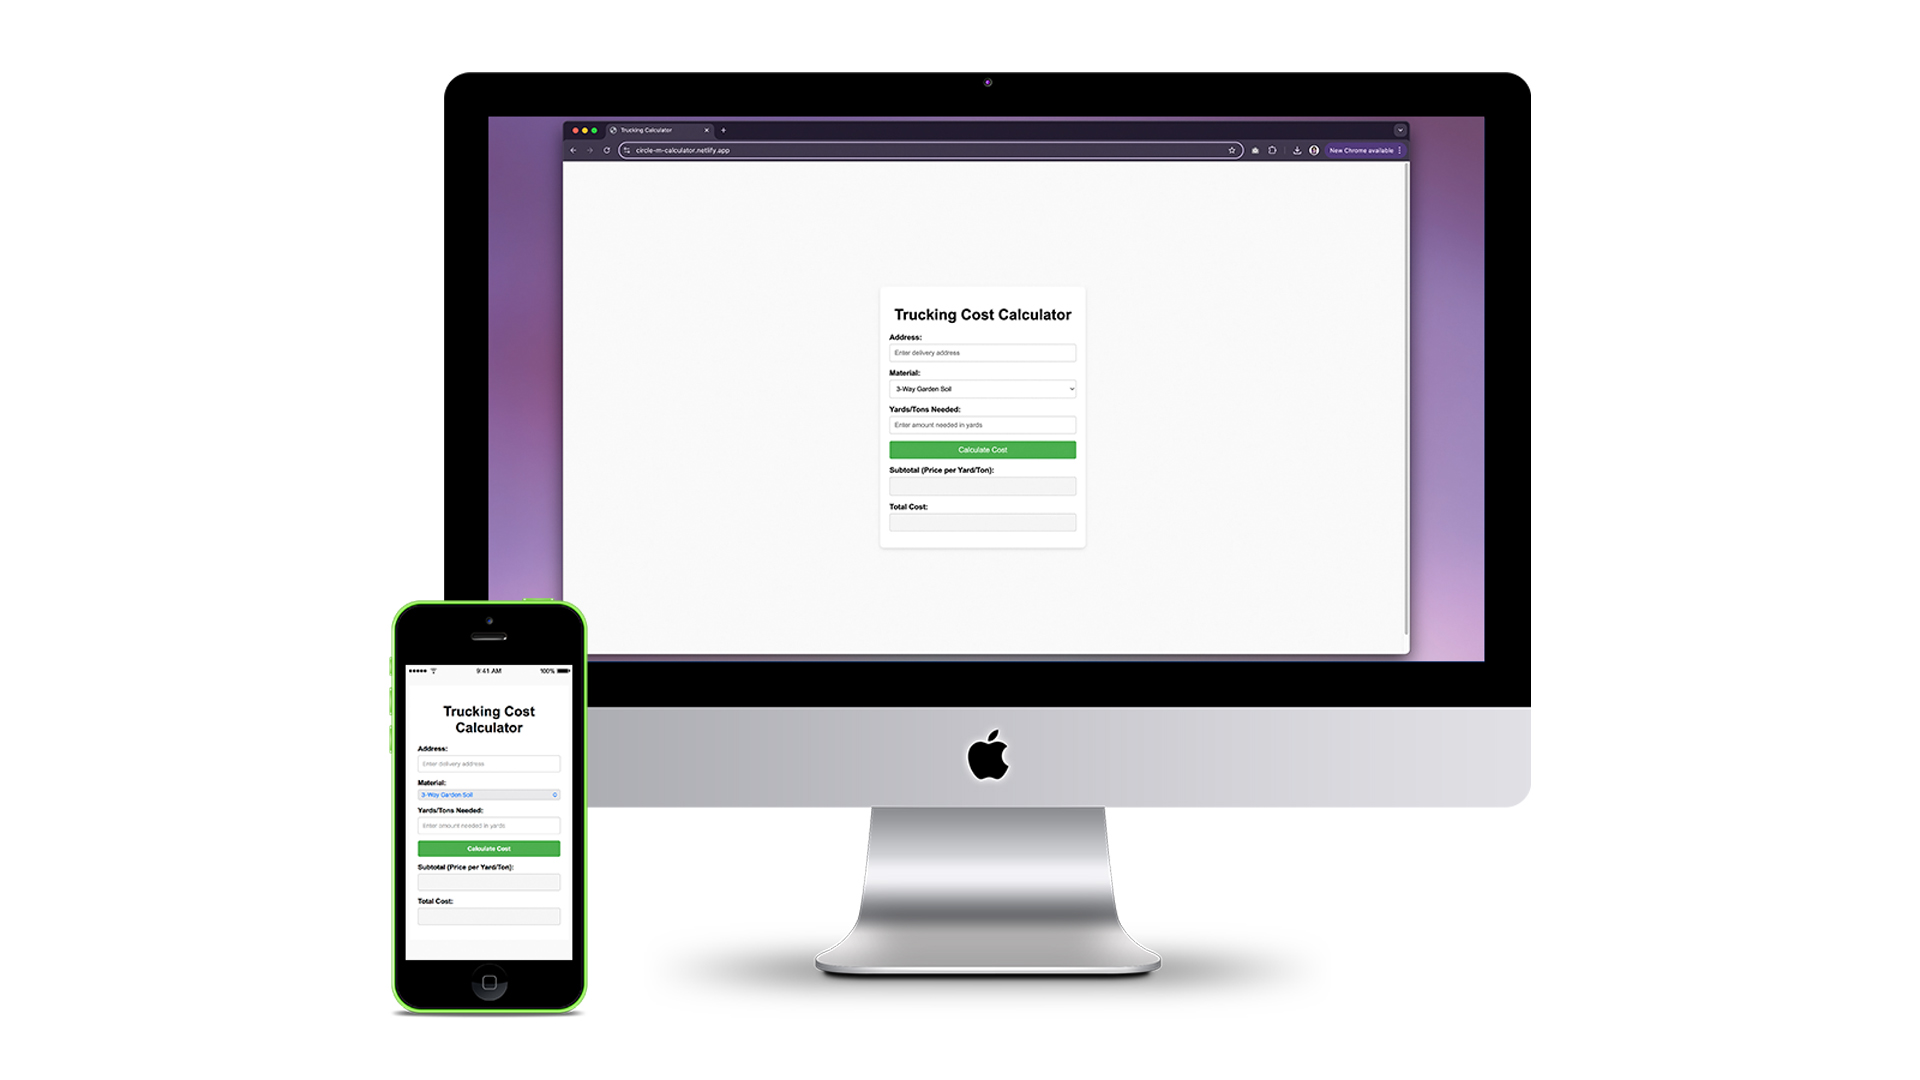 Trucking Calculator
circle-m-calculator.netlify.app
New Chrome available
Trucking Cost Calculator
Address:
Enter delivery address
Material:
3-Way Garden Soil
Yards/Tons Needed:
Enter amount needed in yards
Calculate Cost
Subtotal (Price per Yard/Ton):
Total Cost:
9:41 AM 100%
Trucking Cost
Calculator
Address:
Enter delivery address
Material:
3-Way Garden Soil
Yards/Tons Needed:
Enter amount needed in yards
Calculate Cost
Subtotal (Price per Yard/Ton):
Total Cost: